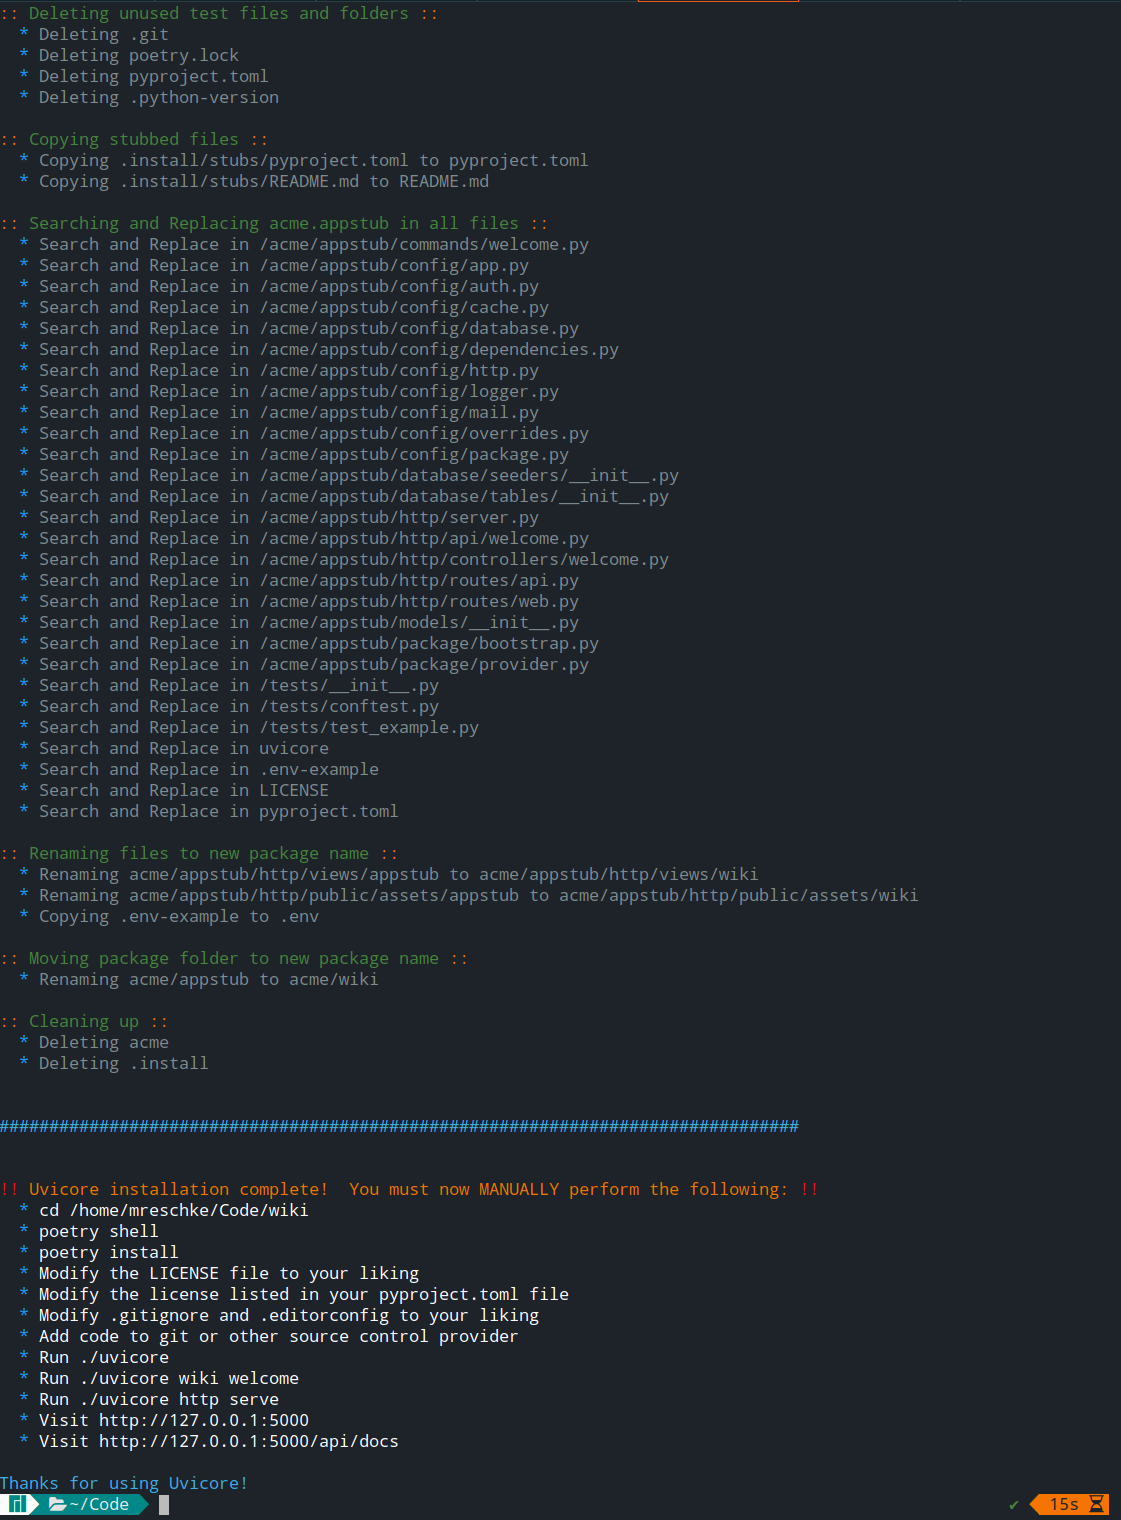 :: Deleting unused test files and folders ::
* Deleting .git
* Deleting poetry.lock
* Deleting pyproject.toml
* Deleting .python-version
:: Copying stubbed files ::
* Copying .install/stubs/pyproject.toml to pyproject.toml
* Copying .install/stubs/README.md to README.md
:: Searching and Replacing acme.appstub in all files ::
* Search and Replace in /acme/appstub/commands/welcome.py
* Search and Replace in /acme/appstub/config/app.py
* Search and Replace in /acme/appstub/config/auth.py
* Search and Replace in /acme/appstub/config/cache.py
* Search and Replace in /acme/appstub/config/database.py
* Search and Replace in /acme/appstub/config/dependencies.py
* Search and Replace in /acme/appstub/config/http.py
* Search and Replace in /acme/appstub/config/logger.py
* Search and Replace in /acme/appstub/config/mail.py
* Search and Replace in /acme/appstub/config/overrides.py
* Search and Replace in /acme/appstub/config/package.py
* Search and Replace in /acme/appstub/database/seeders/__init__.py
* Search and Replace in /acme/appstub/database/tables/__init__.py
* Search and Replace in /acme/appstub/http/server.py
* Search and Replace in /acme/appstub/http/api/welcome.py
* Search and Replace in /acme/appstub/http/controllers/welcome.py
* Search and Replace in /acme/appstub/http/routes/api.py
* Search and Replace in /acme/appstub/http/routes/web.py
* Search and Replace in /acme/appstub/models/__init__.py
* Search and Replace in /acme/appstub/package/bootstrap.py
* Search and Replace in /acme/appstub/package/provider.py
* Search and Replace in /tests/__init__.py
* Search and Replace in /tests/conftest.py
* Search and Replace in /tests/test_example.py
* Search and Replace in uvicore
* Search and Replace in .env-example
* Search and Replace in LICENSE
* Search and Replace in pyproject.toml
:: Renaming files to new package name ::
* Renaming acme/appstub/http/views/appstub to acme/appstub/http/views/wiki
* Renaming acme/appstub/http/public/assets/appstub to acme/appstub/http/public/assets/wiki
* Copying .env-example to .env
:: Moving package folder to new package name ::
* Renaming acme/appstub to acme/wiki
:: Cleaning up ::
* Deleting acme
* Deleting .install
################################################################################
!! Uvicore installation complete!  You must now MANUALLY perform the following: !!
* cd /home/mreschke/Code/wiki
* poetry shell
* poetry install
* Modify the LICENSE file to your liking
* Modify the license listed in your pyproject.toml file
* Modify .gitignore and .editorconfig to your liking
* Add code to git or other source control provider
* Run ./uvicore
* Run ./uvicore wiki welcome
* Run ./uvicore http serve
* Visit http://127.0.0.1:5000
* Visit http://127.0.0.1:5000/api/docs
Thanks for using Uvicore!
~/Code ✔ 15s